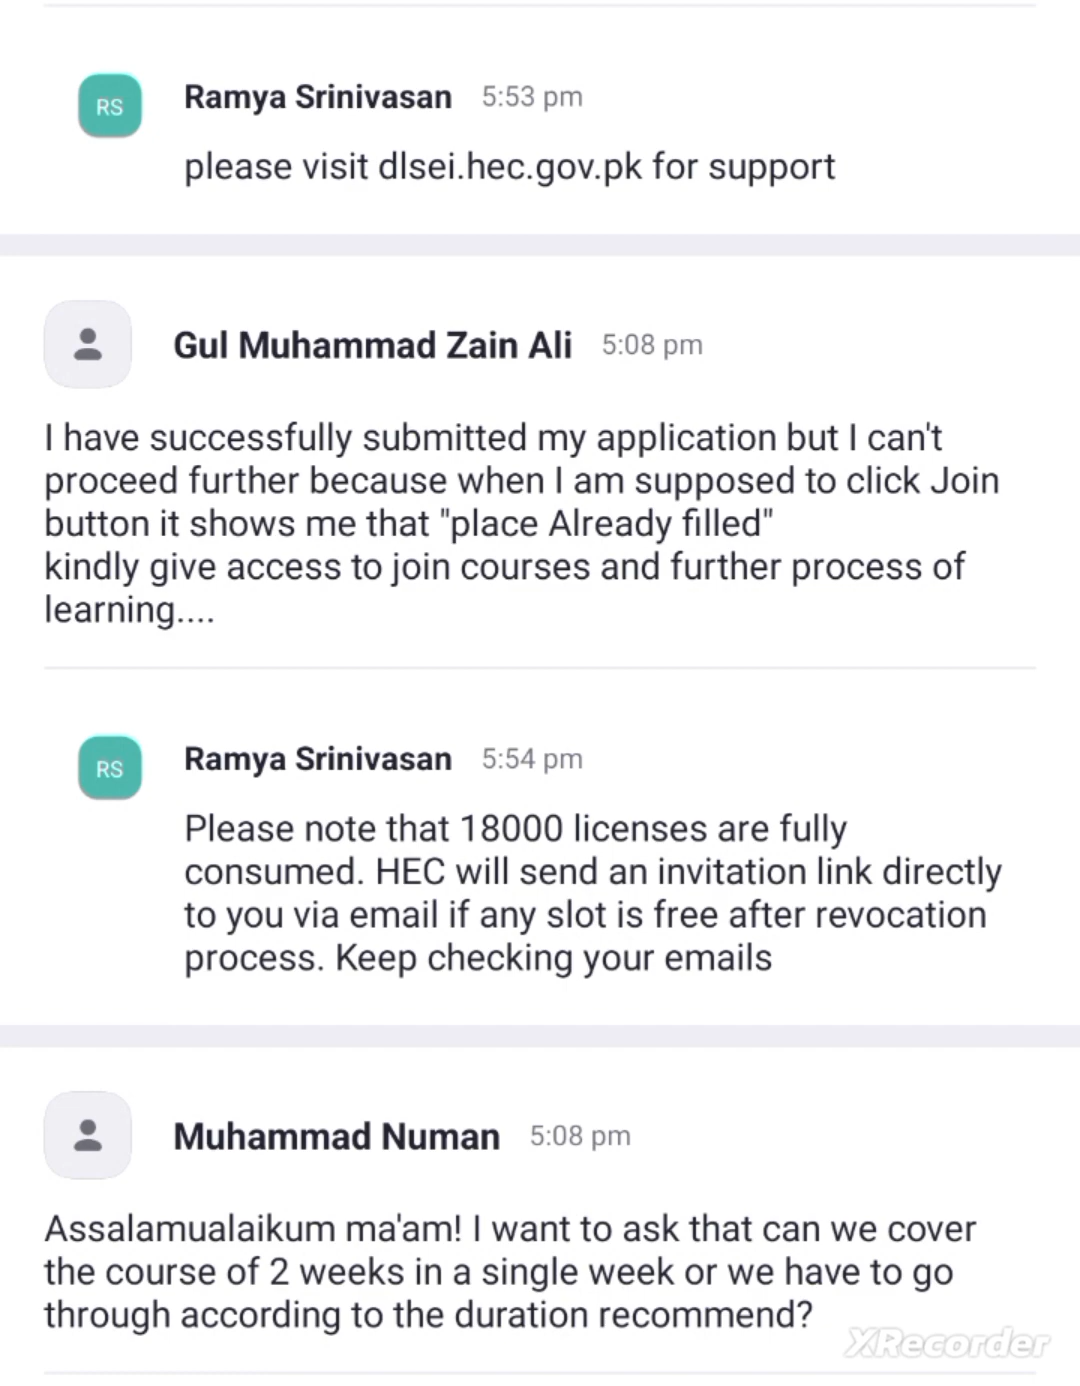 RS
Ramya Srinivasan 5:53 pm
please visit dlsei.hec.gov.pk for support
Gul Muhammad Zain Ali 5:08 pm
I have successfully submitted my application but I can't
proceed further because when I am supposed to click Join
button it shows me that "place Already filled"
kindly give access to join courses and further process of
learning....
RS
Ramya Srinivasan 5:54 pm
Please note that 18000 licenses are fully
consumed. HEC will send an invitation link directly
to you via email if any slot is free after revocation
process. Keep checking your emails
Muhammad Numan 5:08 pm
Assalamualaikum ma'am! I want to ask that can we cover
the course of 2 weeks in a single week or we have to go
through according to the duration recommend?
XRecorder